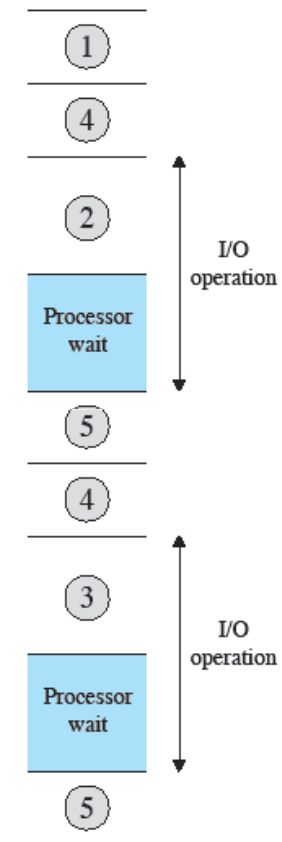 1
4
2
I/O
operation
Processor
wait
5
4
3
I/O
operation
Processor
wait
5